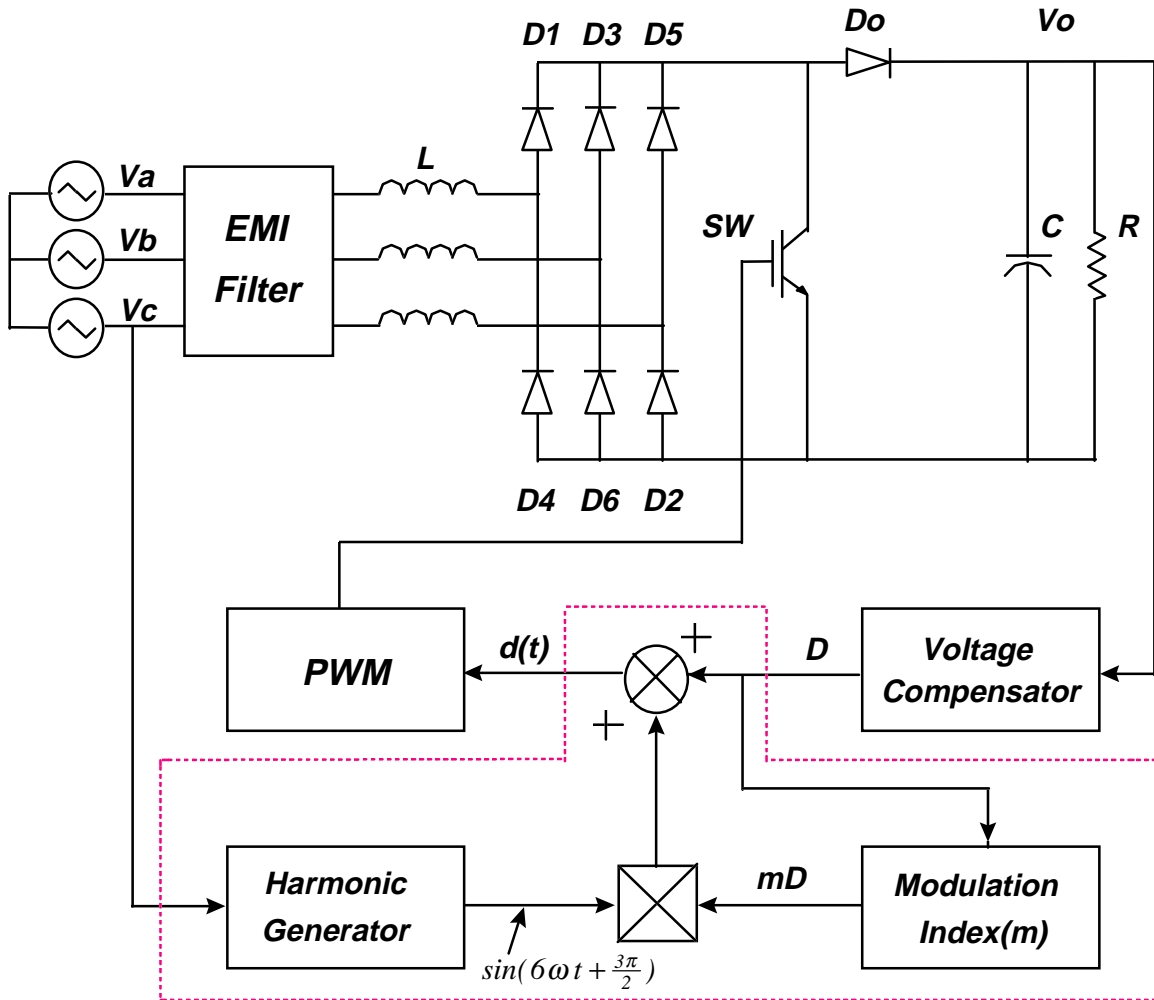 D1 D3 D5 Do Vo
L
Va
Vb
Vc
EMI
Filter
SW
C
R
D4 D6 D2
PWM
d(t)
+
+
D
Voltage
Compensator
Harmonic
Generator
mD
Modulation
Index(m)
sin(6ωt + 3π/2)